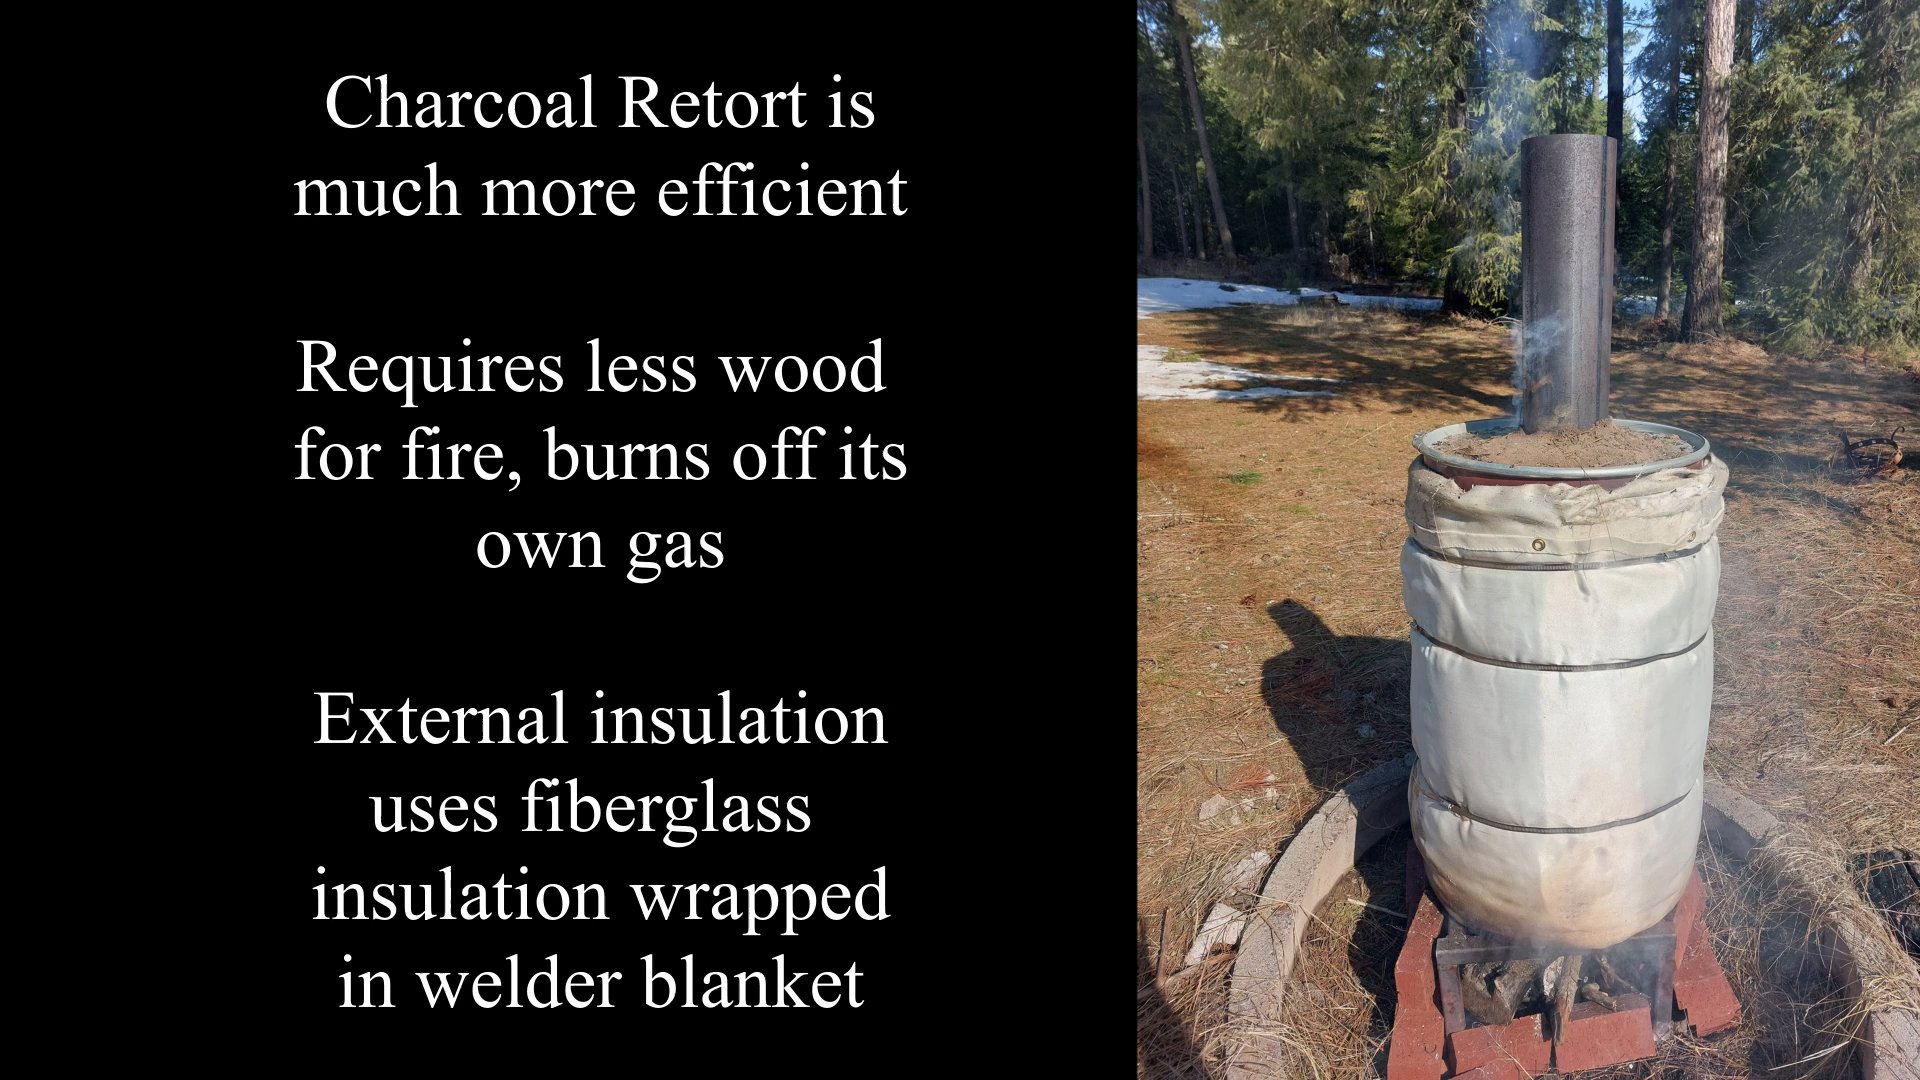 Charcoal Retort is
much more efficient
Requires less wood
for fire, burns off its
own gas
External insulation
uses fiberglass
insulation wrapped
in welder blanket